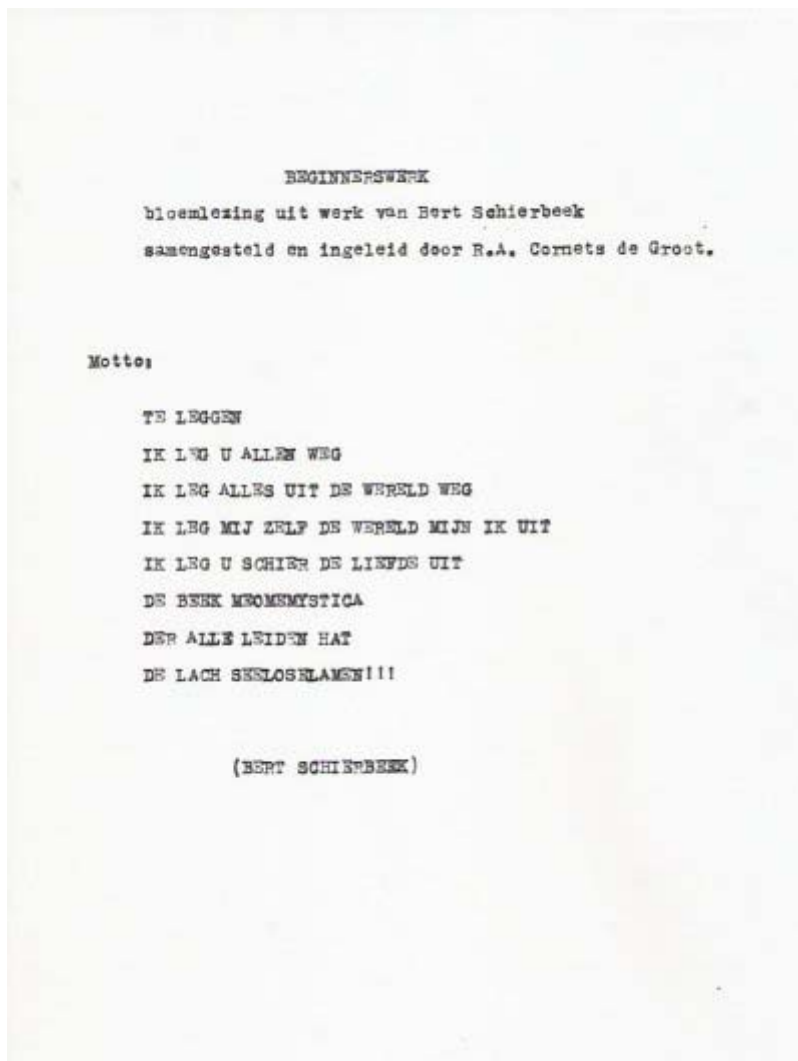 BEGINNERSWERK
bloemlezing uit werk van Bert Schierbeek
samengesteld en ingeleid door R.A. Cornets de Groot.
Motto:
TE LEGGEN
IK LEG U ALLEN WEG
IK LEG ALLES UIT DE WERELD WEG
IK LEG MIJ ZELF DE WERELD MIJN IK UIT
IK LEG U SCHIER DE LIEFDE UIT
DE BEEK MEOMEMYSTICA
DER ALLE LEIDEN HAT
DE LACH SEELOSELAMEN!!!
(BERT SCHIERBEEK)